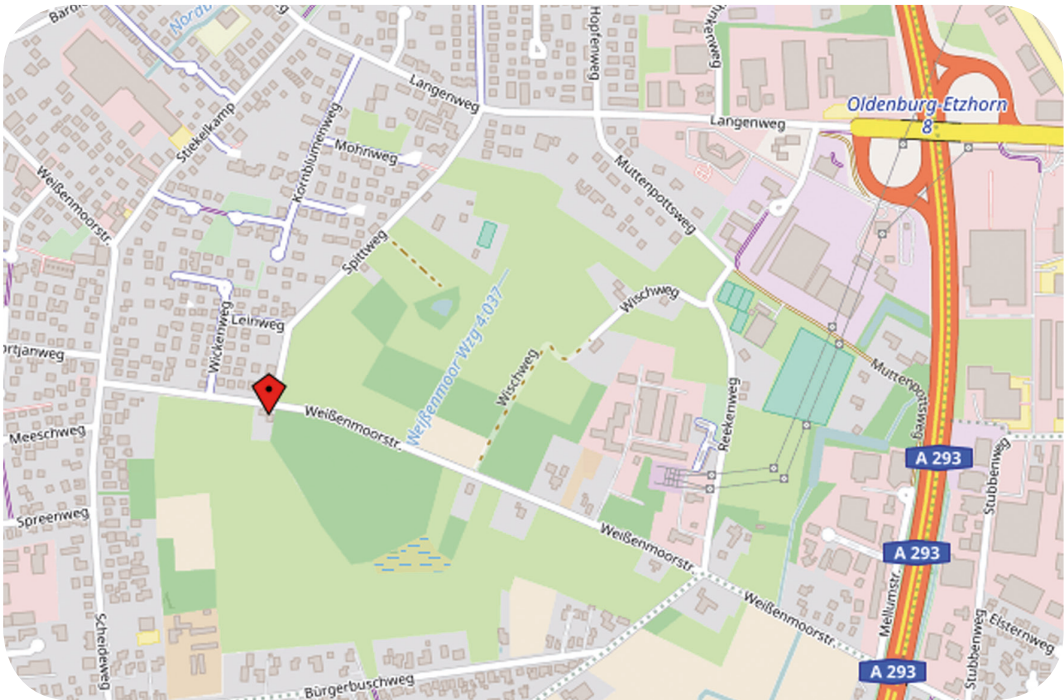 Langenweg
Hopfenweg
Oldenburg-Etzhorn
8
Langenweg
Stiekelkamp
Kornblumenweg
Mohnweg
Muttenpottsweg
Weißenmoorstr.
Spittweg
Wischweg
Leinweg
Wickenweg
Weißenmoor Wzg 4.037
Wischweg
Muttenpottsweg
Weißenmoorstr.
Reekenweg
Meeschweg
A 293
Stubbenweg
Spreenweg
Weißenmoorstr.
A 293
Weißenmoorstr.
Mellumstr.
Elsternweg
Scheideweg
Stubbenweg
A 293
Bürgerbuschweg